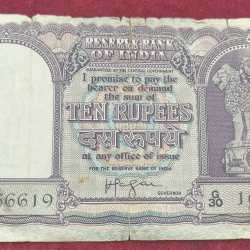 RESERVE BANK
OF INDIA
GUARANTEED BY THE CENTRAL GOVERNMENT
I promise to pay the
bearer on demand
the sum of
TEN RUPEES
दस रुपये
at any office of issue
FOR THE RESERVE BANK OF INDIA
GOVERNOR
6619
G/30